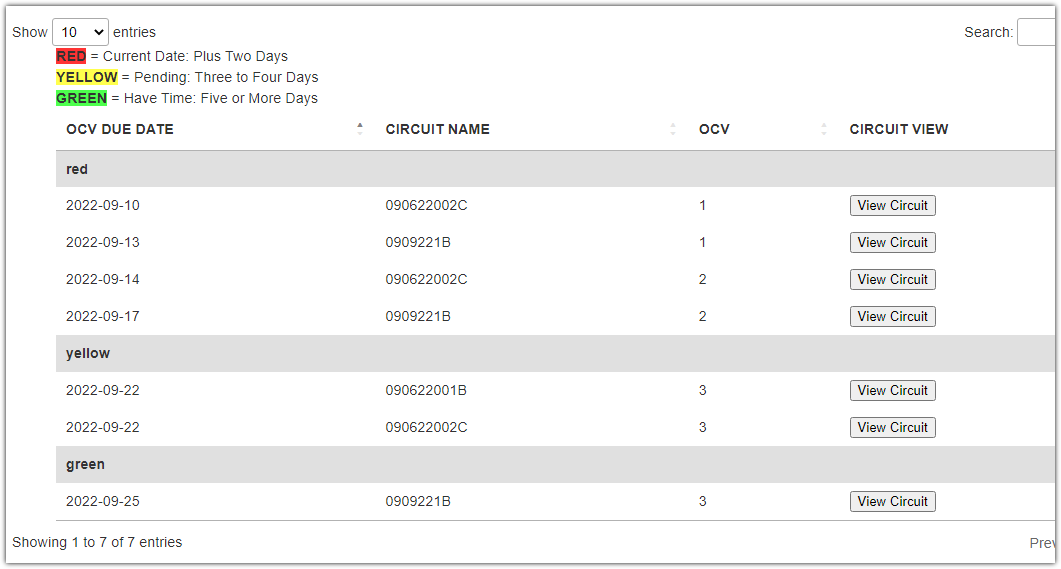 Show 10 entries Search:
RED = Current Date: Plus Two Days
YELLOW = Pending: Three to Four Days
GREEN = Have Time: Five or More Days
OCV DUE DATE CIRCUIT NAME OCV CIRCUIT VIEW
red
2022-09-10 090622002C 1 View Circuit
2022-09-13 0909221B 1 View Circuit
2022-09-14 090622002C 2 View Circuit
2022-09-17 0909221B 2 View Circuit
yellow
2022-09-22 090622001B 3 View Circuit
2022-09-22 090622002C 3 View Circuit
green
2022-09-25 0909221B 3 View Circuit
Showing 1 to 7 of 7 entries Prev